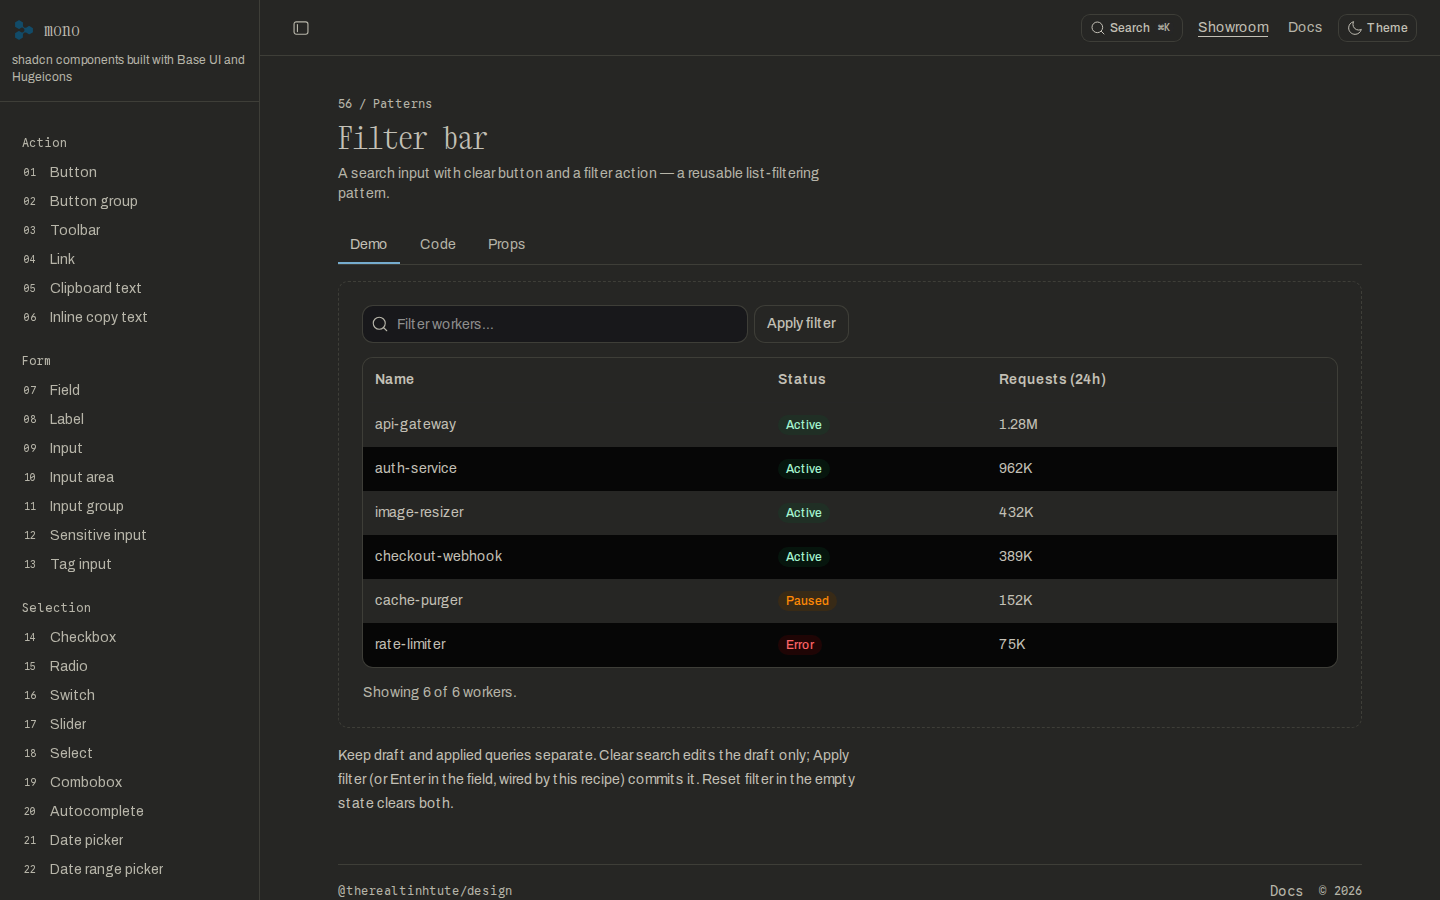 mono
shadcn components built with Base UI and
Hugeicons
Action
01 Button
02 Button group
03 Toolbar
04 Link
05 Clipboard text
06 Inline copy text
Form
07 Field
08 Label
09 Input
10 Input area
11 Input group
12 Sensitive input
13 Tag input
Selection
14 Checkbox
15 Radio
16 Switch
17 Slider
18 Select
19 Combobox
20 Autocomplete
21 Date picker
22 Date range picker
Search ⌘K
Showroom
Docs
Theme
56 / Patterns
Filter bar
A search input with clear button and a filter action — a reusable list-filtering
pattern.
Demo Code Props
Filter workers...
Apply filter
Name Status Requests (24h)
api-gateway Active 1.28M
auth-service Active 962K
image-resizer Active 432K
checkout-webhook Active 389K
cache-purger Paused 152K
rate-limiter Error 75K
Showing 6 of 6 workers.
Keep draft and applied queries separate. Clear search edits the draft only; Apply
filter (or Enter in the field, wired by this recipe) commits it. Reset filter in the empty
state clears both.
@therealtinhtute/design
Docs © 2026